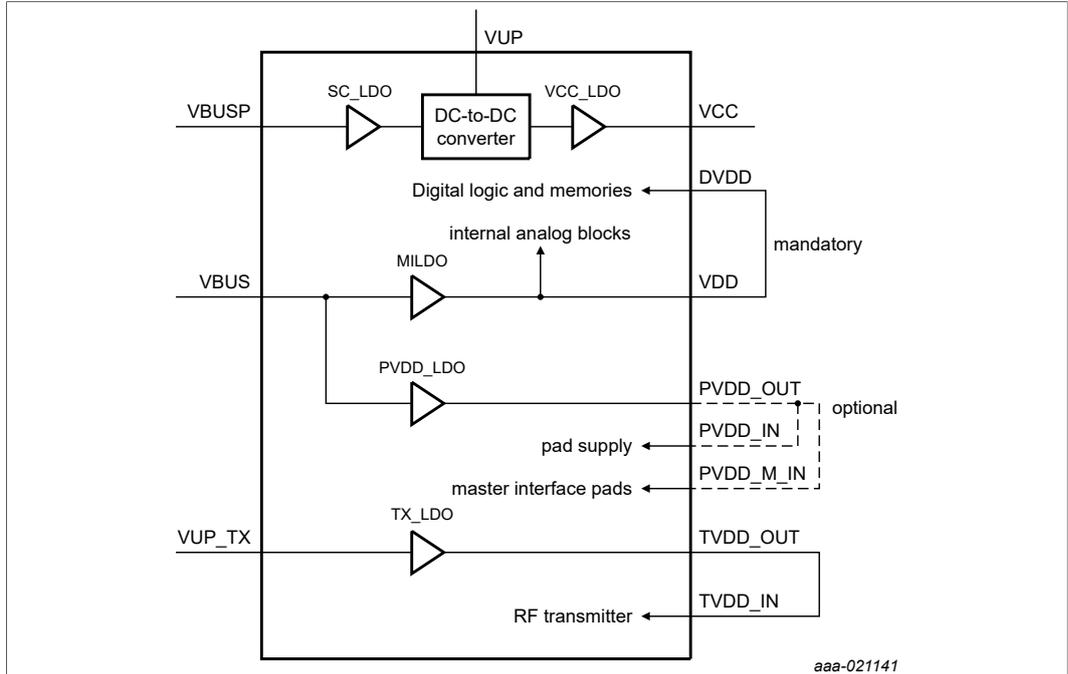 VUP
SC_LDO
VCC_LDO
VBUSP
DC-to-DC
converter
VCC
DVDD
Digital logic and memories
internal analog blocks
mandatory
MILDO
VBUS
VDD
PVDD_LDO
PVDD_OUT
optional
PVDD_IN
pad supply
PVDD_M_IN
master interface pads
TX_LDO
VUP_TX
TVDD_OUT
TVDD_IN
RF transmitter
aaa-021141